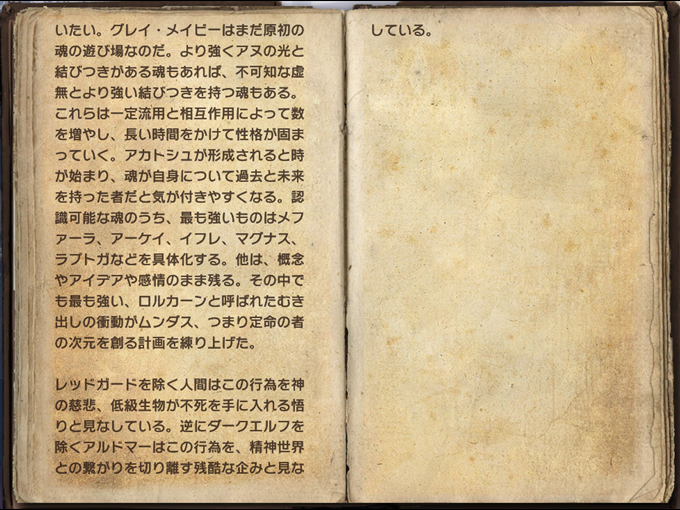 いたい。グレイ・メイビーはまだ原初の
魂の遊び場なのだ。より強くアヌの光と
結びつきがある魂もあれば、不可知な虚
無とより強い結びつきを持つ魂もある。
これらは一定流用と相互作用によって数
を増やし、長い時間をかけて性格が固ま
っていく。アカトシュが形成されると時
が始まり、魂が自身について過去と未来
を持った者だと気が付きやすくなる。認
識可能な魂のうち、最も強いものはメフ
ァーラ、アーケイ、イフレ、マグナス、
ラプトガなどを具体化する。他は、概念
やアイデアや感情のまま残る。その中で
も最も強い、ロルカーンと呼ばれたむき
出しの衝動がムンダス、つまり定命の者
の次元を創る計画を練り上げた。
レッドガードを除く人間はこの行為を神
の慈悲、低級生物が不死を手に入れる悟
りと見なしている。逆にダークエルフを
除くアルドマーはこの行為を、精神世界
との繋がりを切り離す残酷な企みと見な
している。